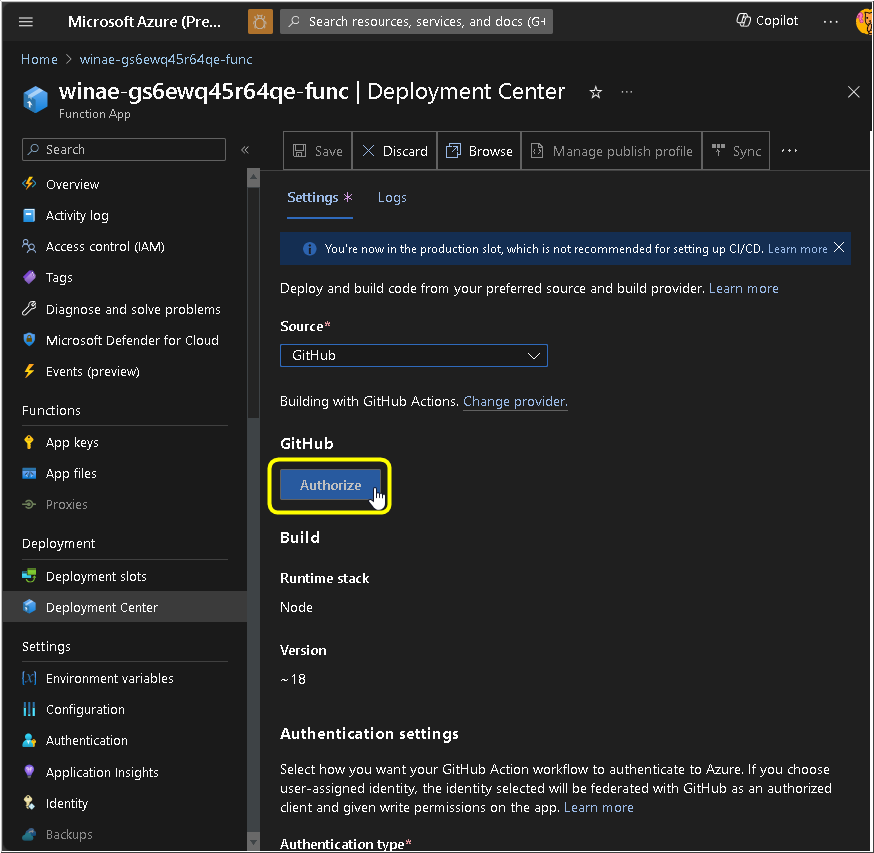 Microsoft Azure (Pre...
Search resources, services, and docs (G+
Copilot
...
Home > winae-gs6ewq45r64qe-func
winae-gs6ewq45r64qe-func | Deployment Center
...
Function App
Search
«
Save
Discard
Browse
Manage publish profile
Sync
...
Overview
Activity log
Access control (IAM)
Tags
Diagnose and solve problems
Microsoft Defender for Cloud
Events (preview)
Functions
App keys
App files
Proxies
Deployment
Deployment slots
Deployment Center
Settings
Environment variables
Configuration
Authentication
Application Insights
Identity
Backups
Settings *
Logs
You're now in the production slot, which is not recommended for setting up CI/CD. Learn more
Deploy and build code from your preferred source and build provider. Learn more
Source*
GitHub
Building with GitHub Actions. Change provider.
GitHub
Authorize
Build
Runtime stack
Node
Version
~18
Authentication settings
Select how you want your GitHub Action workflow to authenticate to Azure. If you choose
user-assigned identity, the identity selected will be federated with GitHub as an authorized
client and given write permissions on the app. Learn more
Authentication type*